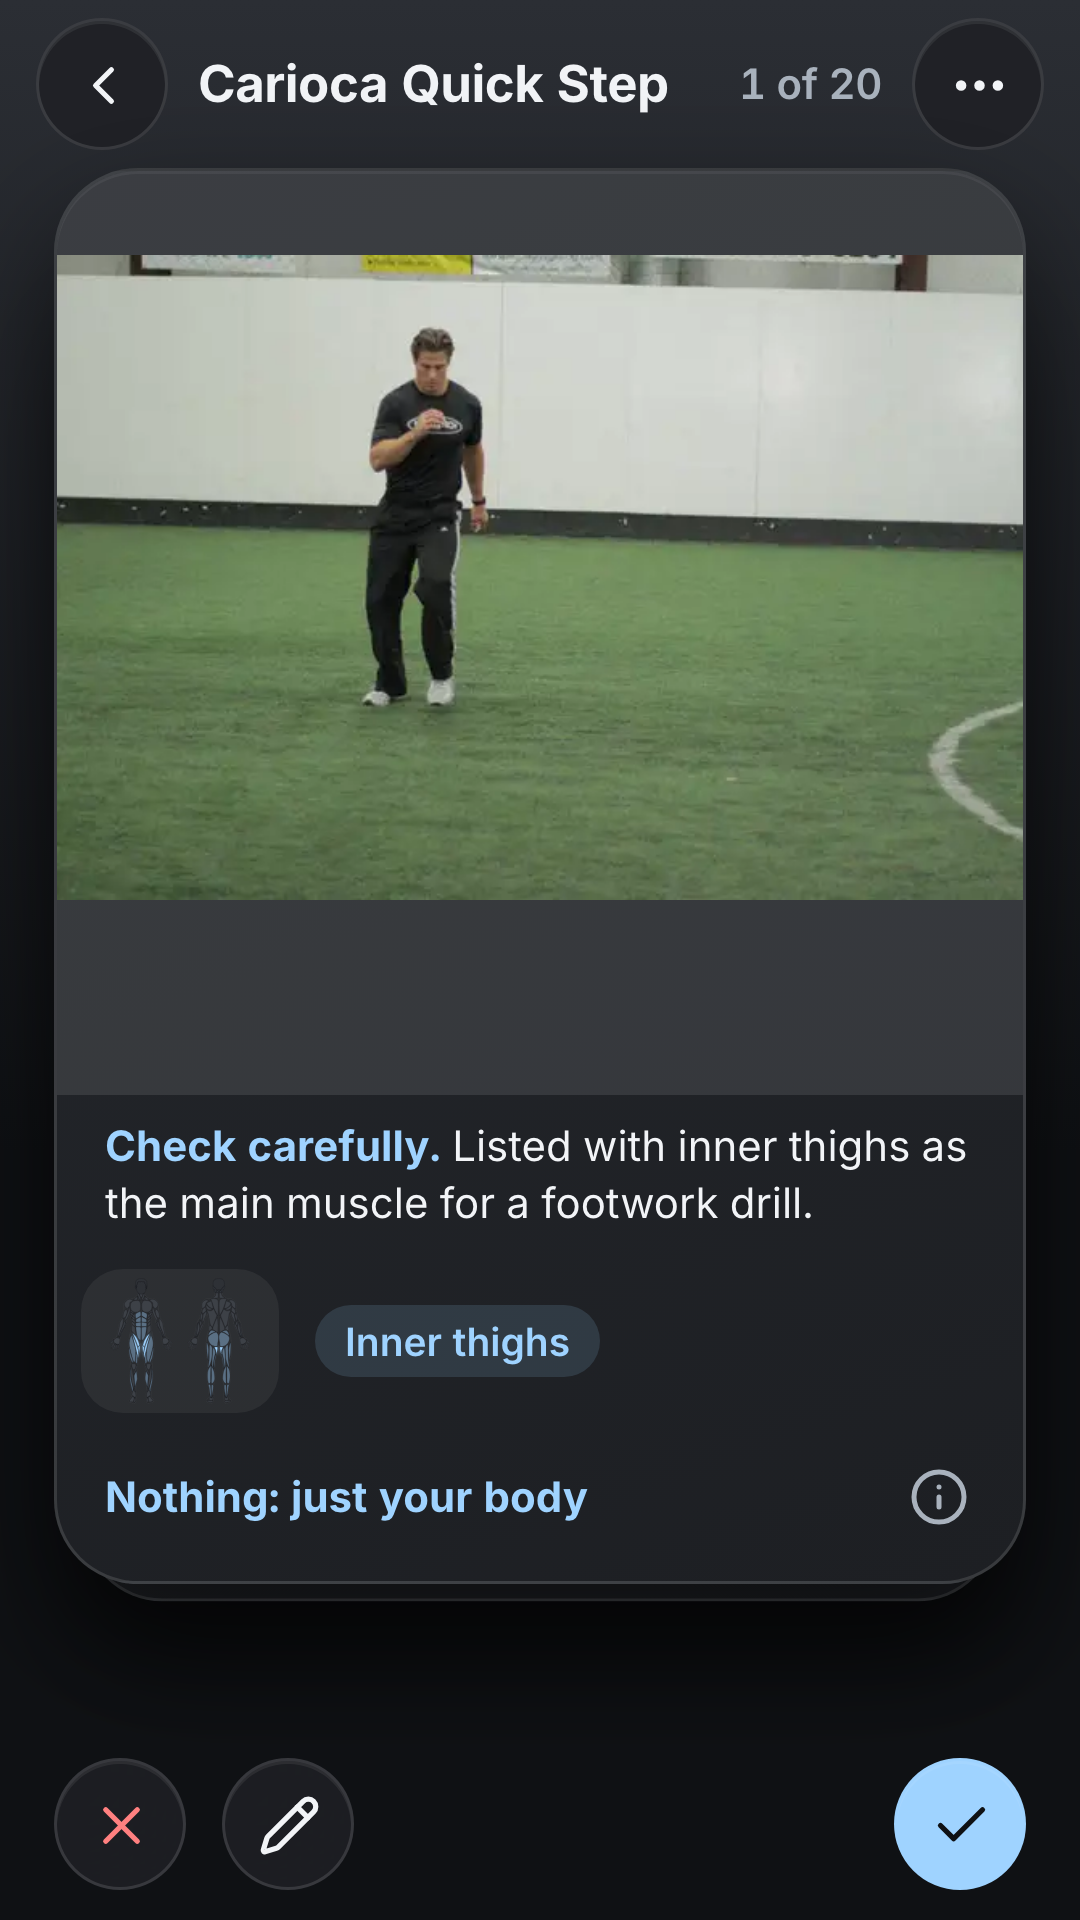 Carioca Quick Step
1 of 20
Check carefully. Listed with inner thighs as
the main muscle for a footwork drill.
Inner thighs
Nothing: just your body